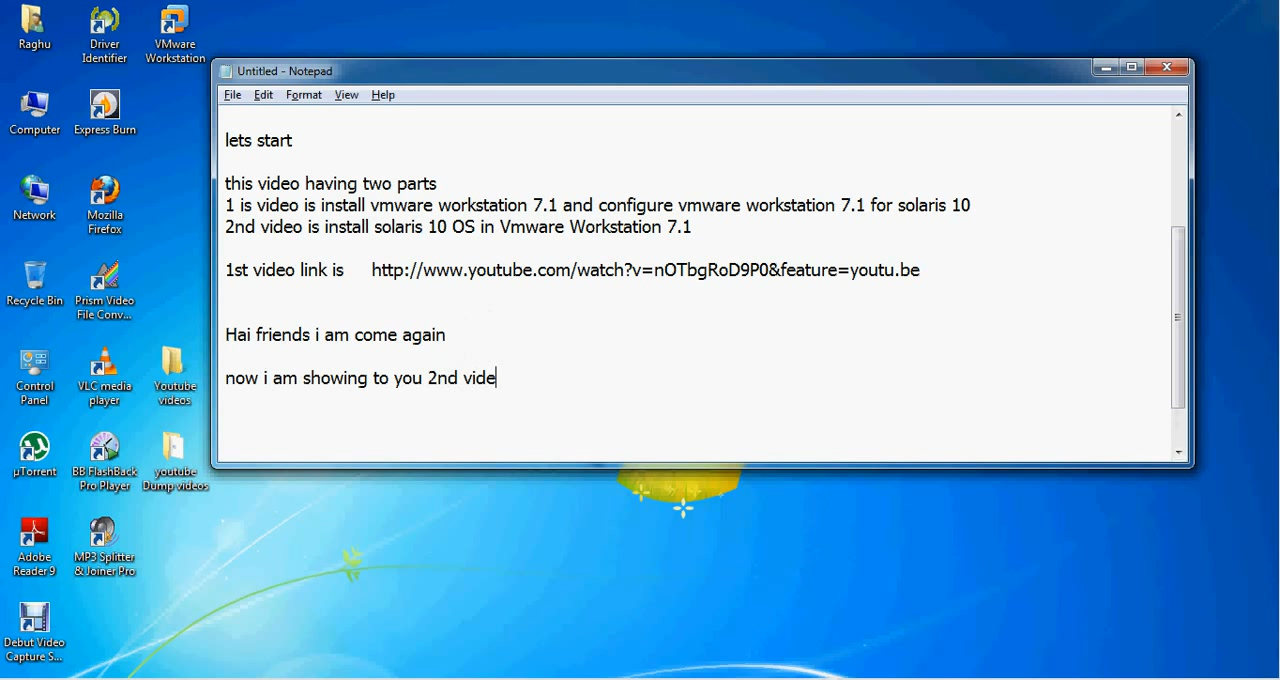 Raghu
Driver
Identifier
VMware
Workstation
Computer
Express Burn
Network
Mozilla
Firefox
Recycle Bin
Prism Video
File Conv...
Control
Panel
VLC media
player
Youtube
videos
µTorrent
BB FlashBack
Pro Player
youtube
Dump videos
Adobe
Reader 9
MP3 Splitter
& Joiner Pro
Debut Video
Capture S...
Untitled - Notepad
File Edit Format View Help
lets start
this video having two parts
1 is video is install vmware workstation 7.1 and configure vmware workstation 7.1 for solaris 10
2nd video is install solaris 10 OS in Vmware Workstation 7.1
1st video link is http://www.youtube.com/watch?v=nOTbgRoD9P0&feature=youtu.be
Hai friends i am come again
now i am showing to you 2nd vide